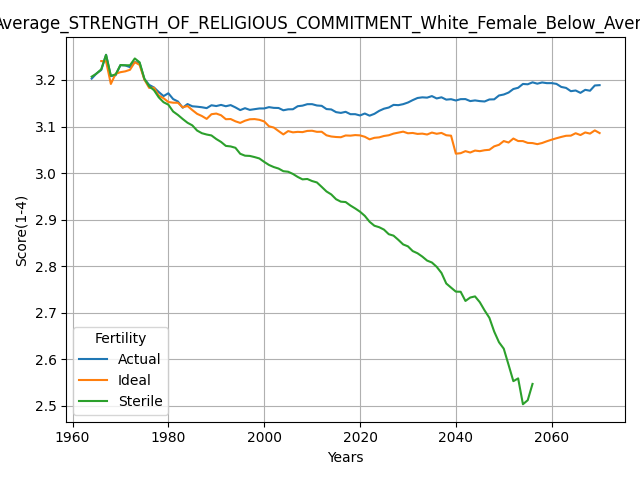 Average_STRENGTH_OF_RELIGIOUS_COMMITMENT_White_Female_Below_Aver
Score(1-4)
3.2
3.1
3.0
2.9
2.8
2.7
2.6
2.5
Fertility
Actual
Ideal
Sterile
1960 1980 2000 2020 2040 2060
Years